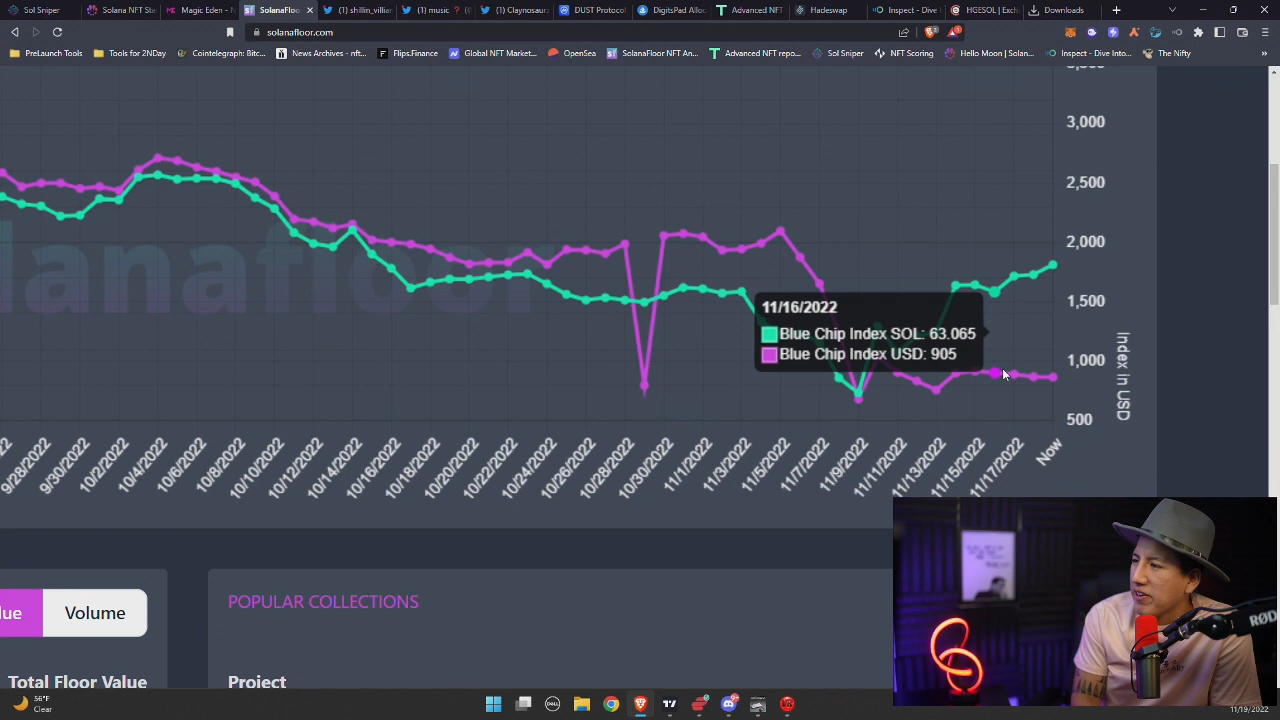 Sol Sniper
Solana NFT Sta
Magic Eden - N
SolanaFloor
(1) shillin_villiar
(1) music
(1) Claynosaurz
DUST Protocol
DigitsPad Alloc
Advanced NFT
Hadeswap
Inspect - Dive
HGESOL | Exch
Downloads
solanafloor.com
PreLaunch Tools
Tools for 2NDay
Cointelegraph: Bitc...
News Archives - nft...
Flips.Finance
Global NFT Market...
OpenSea
SolanaFloor NFT An...
Advanced NFT repo...
Sol Sniper
NFT Scoring
Hello Moon | Solan...
Inspect - Dive Into...
The Nifty
»
3,500
3,000
2,500
2,000
1,500
1,000
500
Index in USD
lanafloor
11/16/2022
Blue Chip Index SOL: 63.065
Blue Chip Index USD: 905
9/28/2022
9/30/2022
10/2/2022
10/4/2022
10/6/2022
10/8/2022
10/10/2022
10/12/2022
10/14/2022
10/16/2022
10/18/2022
10/20/2022
10/22/2022
10/24/2022
10/26/2022
10/28/2022
10/30/2022
11/1/2022
11/3/2022
11/5/2022
11/7/2022
11/9/2022
11/11/2022
11/13/2022
11/15/2022
11/17/2022
Now
lue
Volume
POPULAR COLLECTIONS
Total Floor Value
Project
RØD
56°F
Clear
11/19/2022